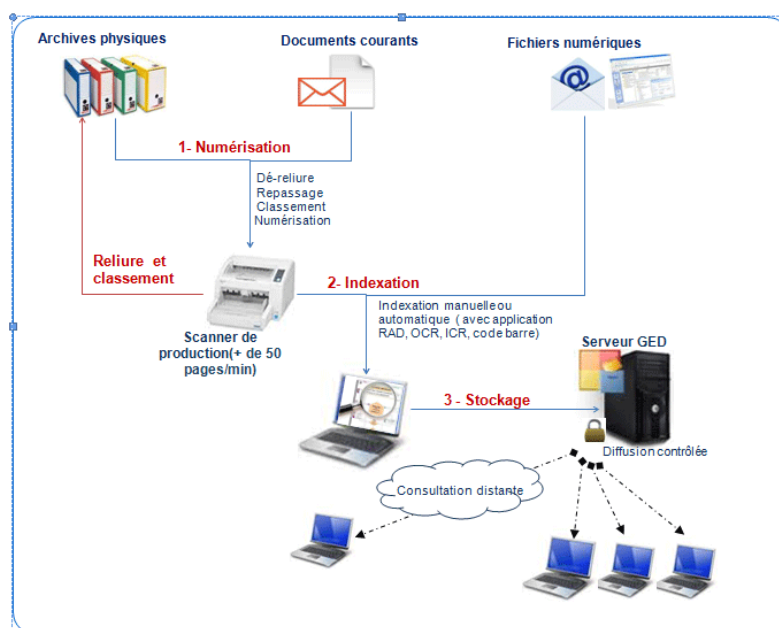 Archives physiques
Documents courants
Fichiers numériques
1- Numérisation
Dé-reliure
Repassage
Classement
Numérisation
Reliure et
classement
2- Indexation
Indexation manuelle ou
automatique ( avec application
RAD, OCR, ICR, code barre)
Scanner de
production(+ de 50
pages/min)
Serveur GED
3 - Stockage
Diffusion contrôlée
Consultation distante